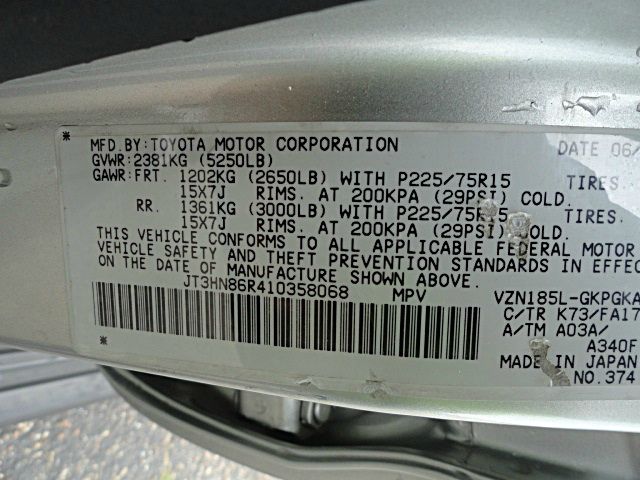 * MFD.BY:TOYOTA MOTOR CORPORATION DATE 06/
GVWR:2381KG (5250LB)
GAWR:FRT. 1202KG (2650LB) WITH P225/75R15 TIRES.
15X7J RIMS. AT 200KPA (29PSI) COLD.
RR. 1361KG (3000LB) WITH P225/75R15 TIRES.
15X7J RIMS. AT 200KPA (29PSI) COLD.
THIS VEHICLE CONFORMS TO ALL APPLICABLE FEDERAL MOTOR
VEHICLE SAFETY AND THEFT PREVENTION STANDARDS IN EFFEC
ON THE DATE OF MANUFACTURE SHOWN ABOVE.
JT3HN86R410358068 MPV VZN185L-GKPGKA
C/TR K73/FA17
A/TM A03A/
* A340F
MADE IN JAPAN
NO.374